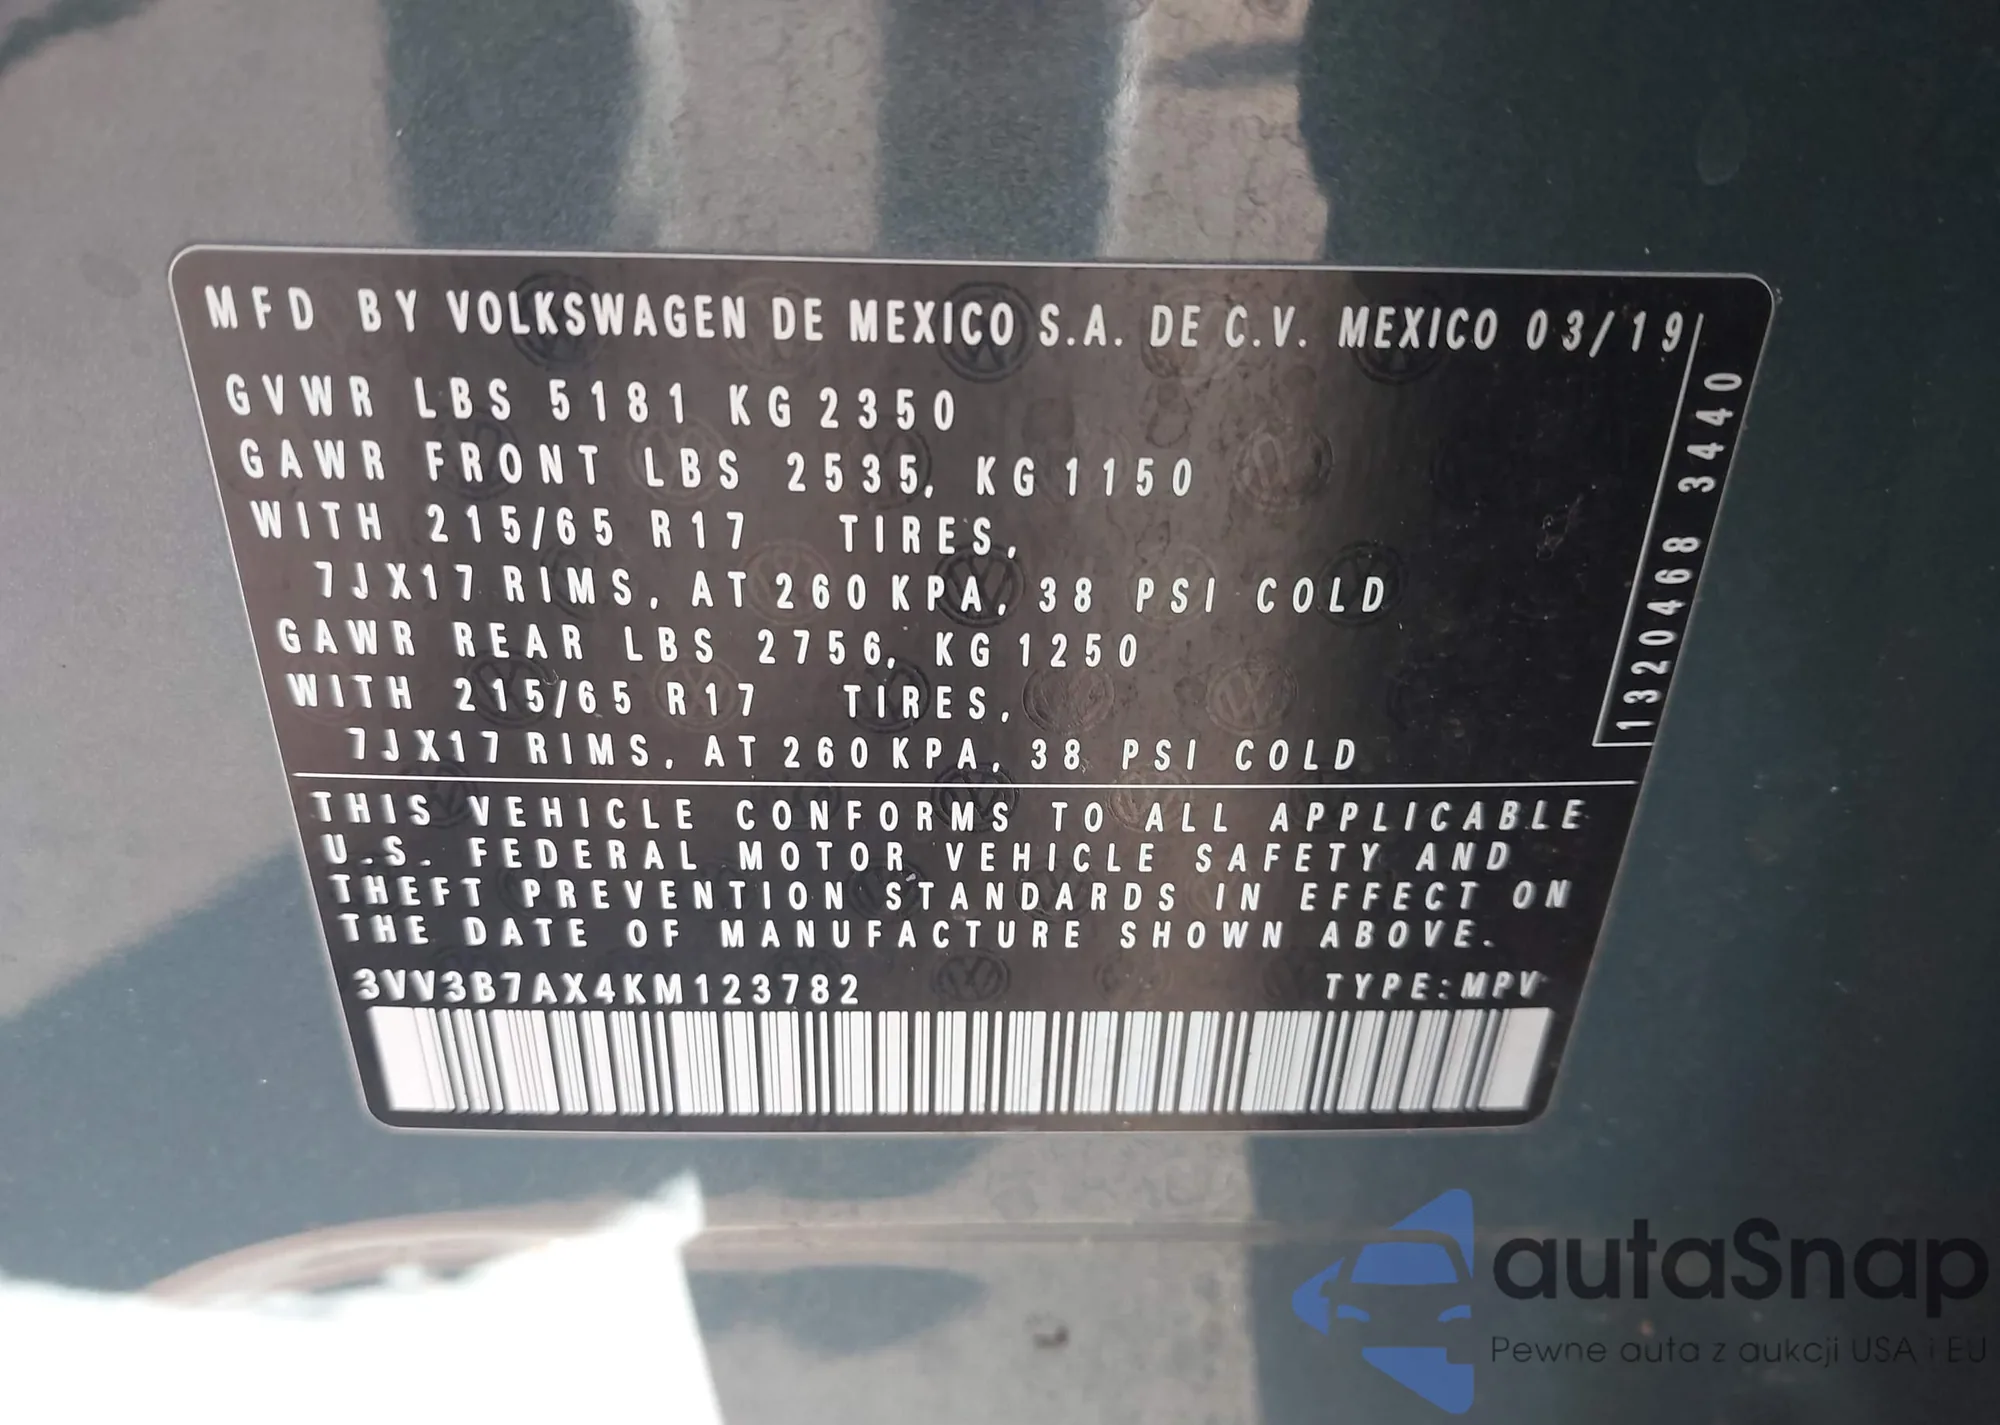 MFD BY VOLKSWAGEN DE MEXICO S.A. DE C.V. MEXICO 03/19
GVWR LBS 5181 KG 2350
GAWR FRONT LBS 2535, KG 1150
WITH 215/65 R17 TIRES,
7JX17 RIMS, AT 260 KPA, 38 PSI COLD
GAWR REAR LBS 2756, KG 1250
WITH 215/65 R17 TIRES,
7JX17 RIMS, AT 260 KPA, 38 PSI COLD
1320468 3440
THIS VEHICLE CONFORMS TO ALL APPLICABLE
U.S. FEDERAL MOTOR VEHICLE SAFETY AND
THEFT PREVENTION STANDARDS IN EFFECT ON
THE DATE OF MANUFACTURE SHOWN ABOVE.
3VV3B7AX4KM123782 TYPE: MPV
autaSnap
Pewne auta z aukcji USA i EU